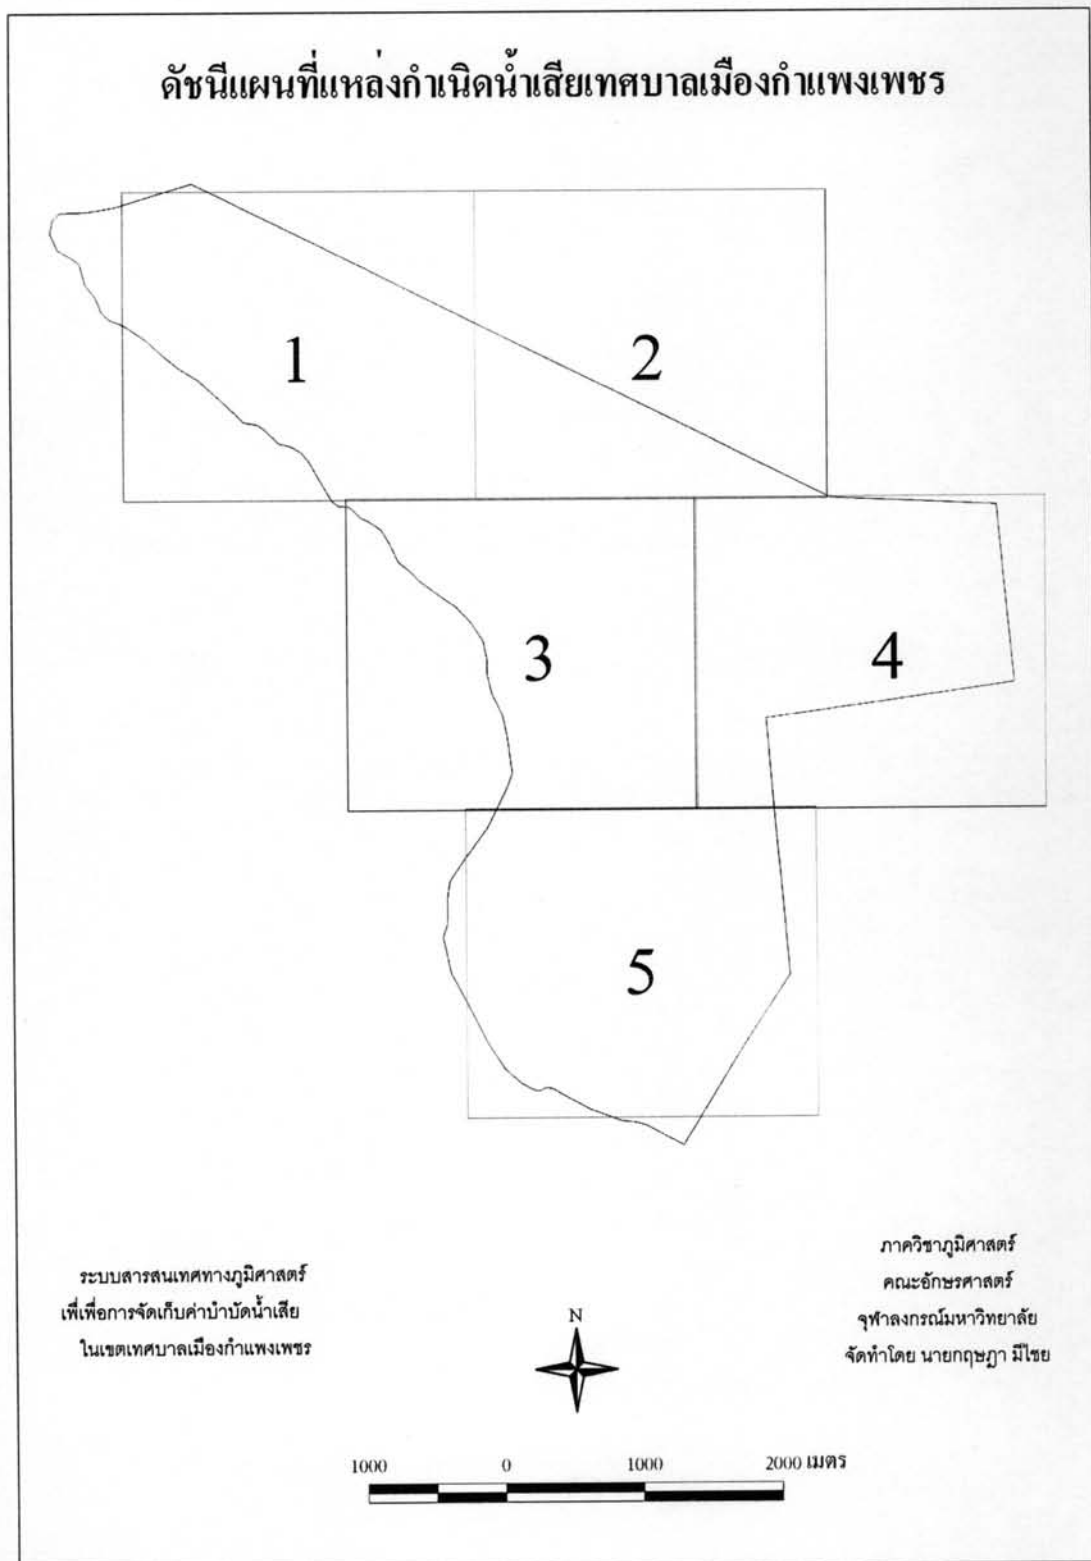 ดัชนีแผนที่แหล่งกำเนิดน้ำเสียเทศบาลเมืองกำแพงเพชร
1
2
3
4
5
ระบบสารสนเทศทางภูมิศาสตร์
เพี่เพื่อการจัดเก็บค่าบำบัดน้ำเสีย
ในเขตเทศบาลเมืองกำแพงเพชร
ภาควิชาภูมิศาสตร์
คณะอักษรศาสตร์
จุฬาลงกรณ์มหาวิทยาลัย
จัดทำโดย นายกฤษฎา มีไชย
N
1000 0 1000 2000 เมตร